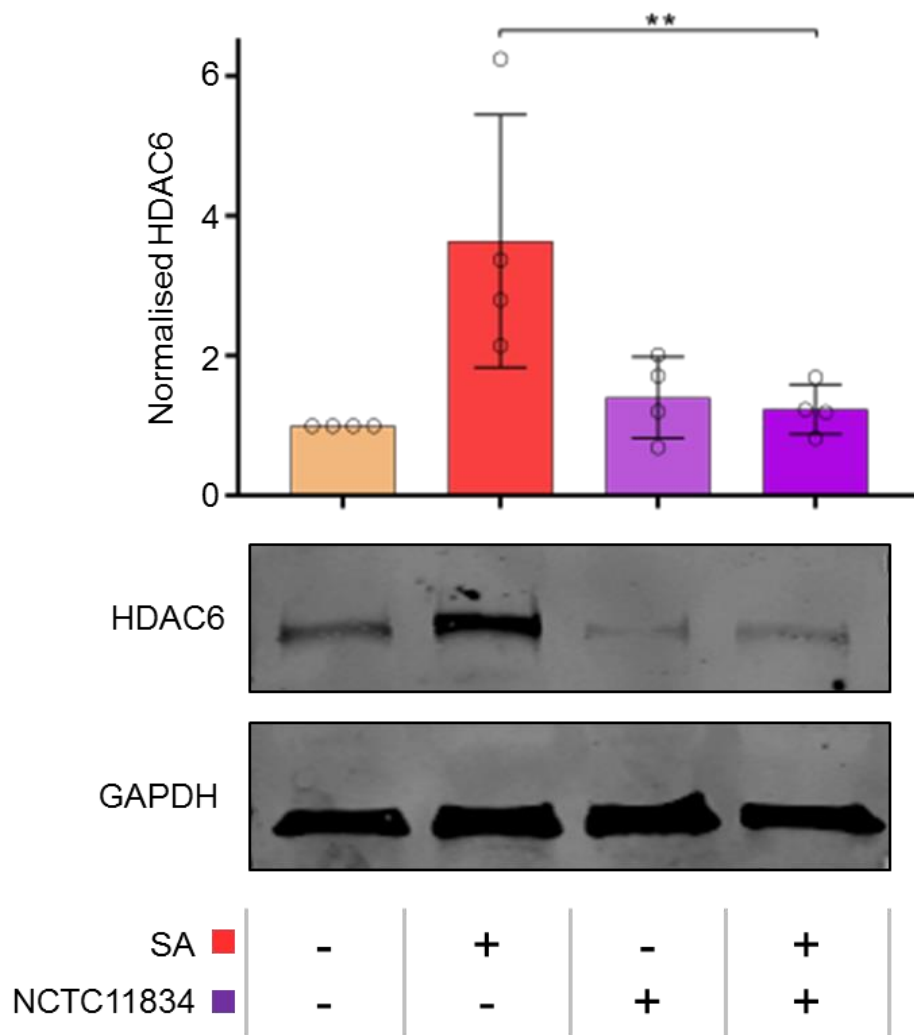 **
6
4
2
0
Normalised HDAC6
HDAC6
GAPDH
SA - + - +
NCTC11834 - - + +